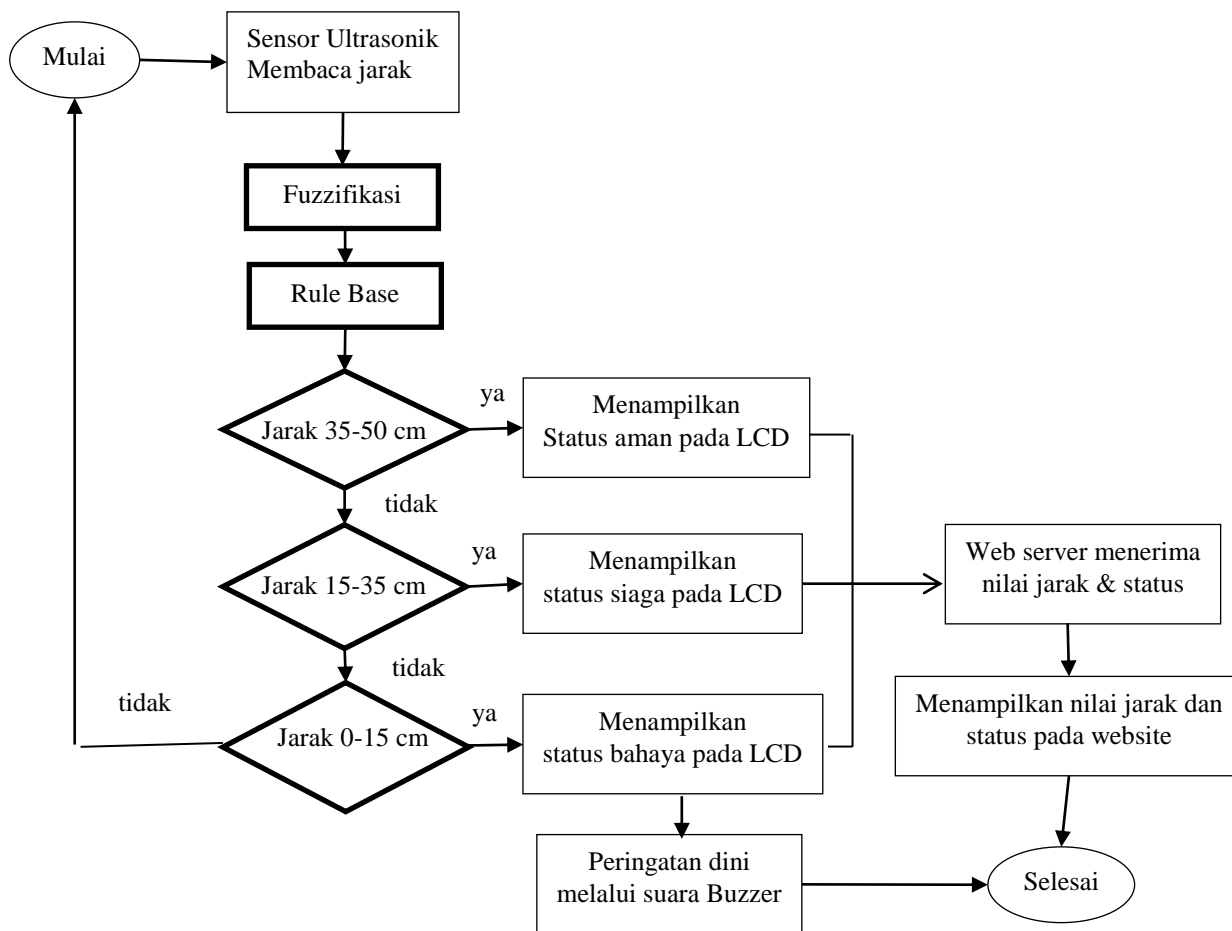 Mulai
Sensor Ultrasonik
Membaca jarak
Fuzzifikasi
Rule Base
Jarak 35-50 cm
ya
Menampilkan
Status aman pada LCD
tidak
Jarak 15-35 cm
ya
Menampilkan
status siaga pada LCD
Web server menerima
nilai jarak & status
tidak
tidak
Jarak 0-15 cm
ya
Menampilkan
status bahaya pada LCD
Menampilkan nilai jarak dan
status pada website
Peringatan dini
melalui suara Buzzer
Selesai